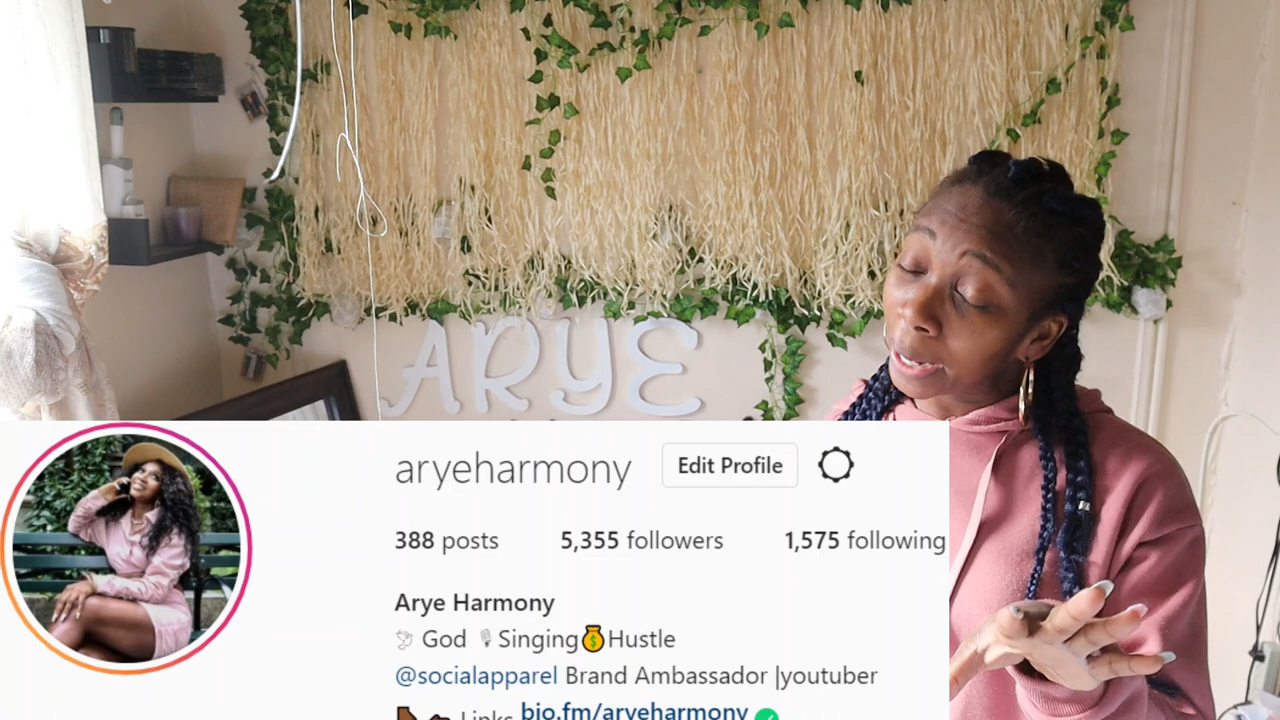 ARYE
aryeharmony Edit Profile
388 posts 5,355 followers 1,575 following
Arye Harmony
God Singing Hustle
@socialapparel Brand Ambassador |youtuber
Links bio.fm/aryeharmony